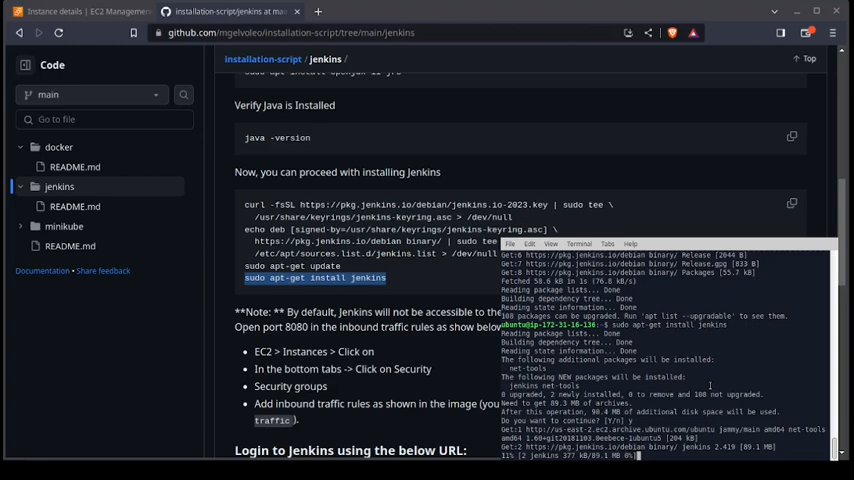 Instance details | EC2 Managemen
installation-script/jenkins at mai
github.com/mgelvoleo/installation-script/tree/main/jenkins
Code
main
Go to file
docker
README.md
jenkins
README.md
minikube
README.md
Documentation • Share feedback
installation-script / jenkins /
Top
Verify Java is Installed
java -version
Now, you can proceed with installing Jenkins
curl -fsSL https://pkg.jenkins.io/debian/jenkins.io-2023.key | sudo tee \
/usr/share/keyrings/jenkins-keyring.asc > /dev/null
echo deb [signed-by=/usr/share/keyrings/jenkins-keyring.asc] \
https://pkg.jenkins.io/debian binary/ | sudo tee
/etc/apt/sources.list.d/jenkins.list > /dev/null
sudo apt-get update
sudo apt-get install jenkins
**Note: ** By default, Jenkins will not be accessible to the
Open port 8080 in the inbound traffic rules as show below
• EC2 > Instances > Click on
• In the bottom tabs -> Click on Security
• Security groups
• Add inbound traffic rules as shown in the image (you
traffic ).
Login to Jenkins using the below URL:
File Edit View Terminal Tabs Help
Get:6 https://pkg.jenkins.io/debian binary/ Release [2044 B]
Get:7 https://pkg.jenkins.io/debian binary/ Release.gpg [833 B]
Get:8 https://pkg.jenkins.io/debian binary/ Packages [55.7 kB]
Fetched 58.6 kB in 1s (76.8 kB/s)
Reading package lists... Done
Building dependency tree... Done
Reading state information... Done
108 packages can be upgraded. Run 'apt list --upgradable' to see them.
ubuntu@ip-172-31-16-136:~$ sudo apt-get install jenkins
Reading package lists... Done
Building dependency tree... Done
Reading state information... Done
The following additional packages will be installed:
net-tools
The following NEW packages will be installed:
jenkins net-tools
0 upgraded, 2 newly installed, 0 to remove and 108 not upgraded.
Need to get 89.3 MB of archives.
After this operation, 90.4 MB of additional disk space will be used.
Do you want to continue? [Y/n] y
Get:1 http://us-east-2.ec2.archive.ubuntu.com/ubuntu jammy/main amd64 net-tools
amd64 1.60+git20181103.0eebece-1ubuntu5 [204 kB]
Get:2 https://pkg.jenkins.io/debian binary/ jenkins 2.419 [89.1 MB]
11% [2 jenkins 377 kB/89.1 MB 0%]